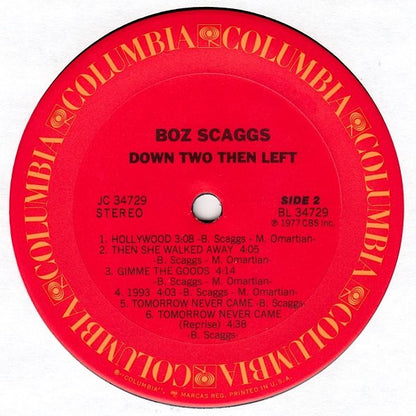 COLUMBIA COLUMBIA COLUMBIA COLUMBIA COLUMBIA COLUMBIA
BOZ SCAGGS
DOWN TWO THEN LEFT
JC 34729
STEREO
SIDE 2
BL 34729
℗ 1977 CBS Inc.
1. HOLLYWOOD 3:08 -B. Scaggs - M. Omartian-
2. THEN SHE WALKED AWAY 4:05
-B. Scaggs - M. Omartian-
3. GIMME THE GOODS 4:14
-B. Scaggs - M. Omartian-
4. 1993 4:03 -B. Scaggs - M. Omartian-
5. TOMORROW NEVER CAME -B. Scaggs-
6. TOMORROW NEVER CAME
(Reprise) 4:38
-B. Scaggs-
®"COLUMBIA", MARCAS REG. PRINTED IN U.S.A.